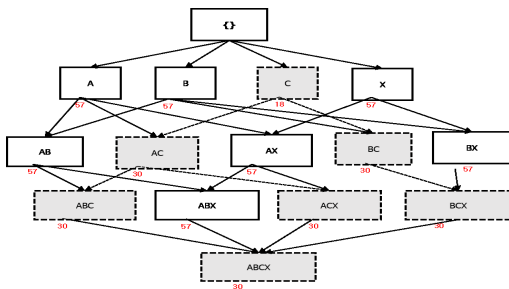 {}
A B C X
57 57 18 57
AB AC AX BC BX
57 30 57 30 57
ABC ABX ACX BCX
30 57 30 30
ABCX
30